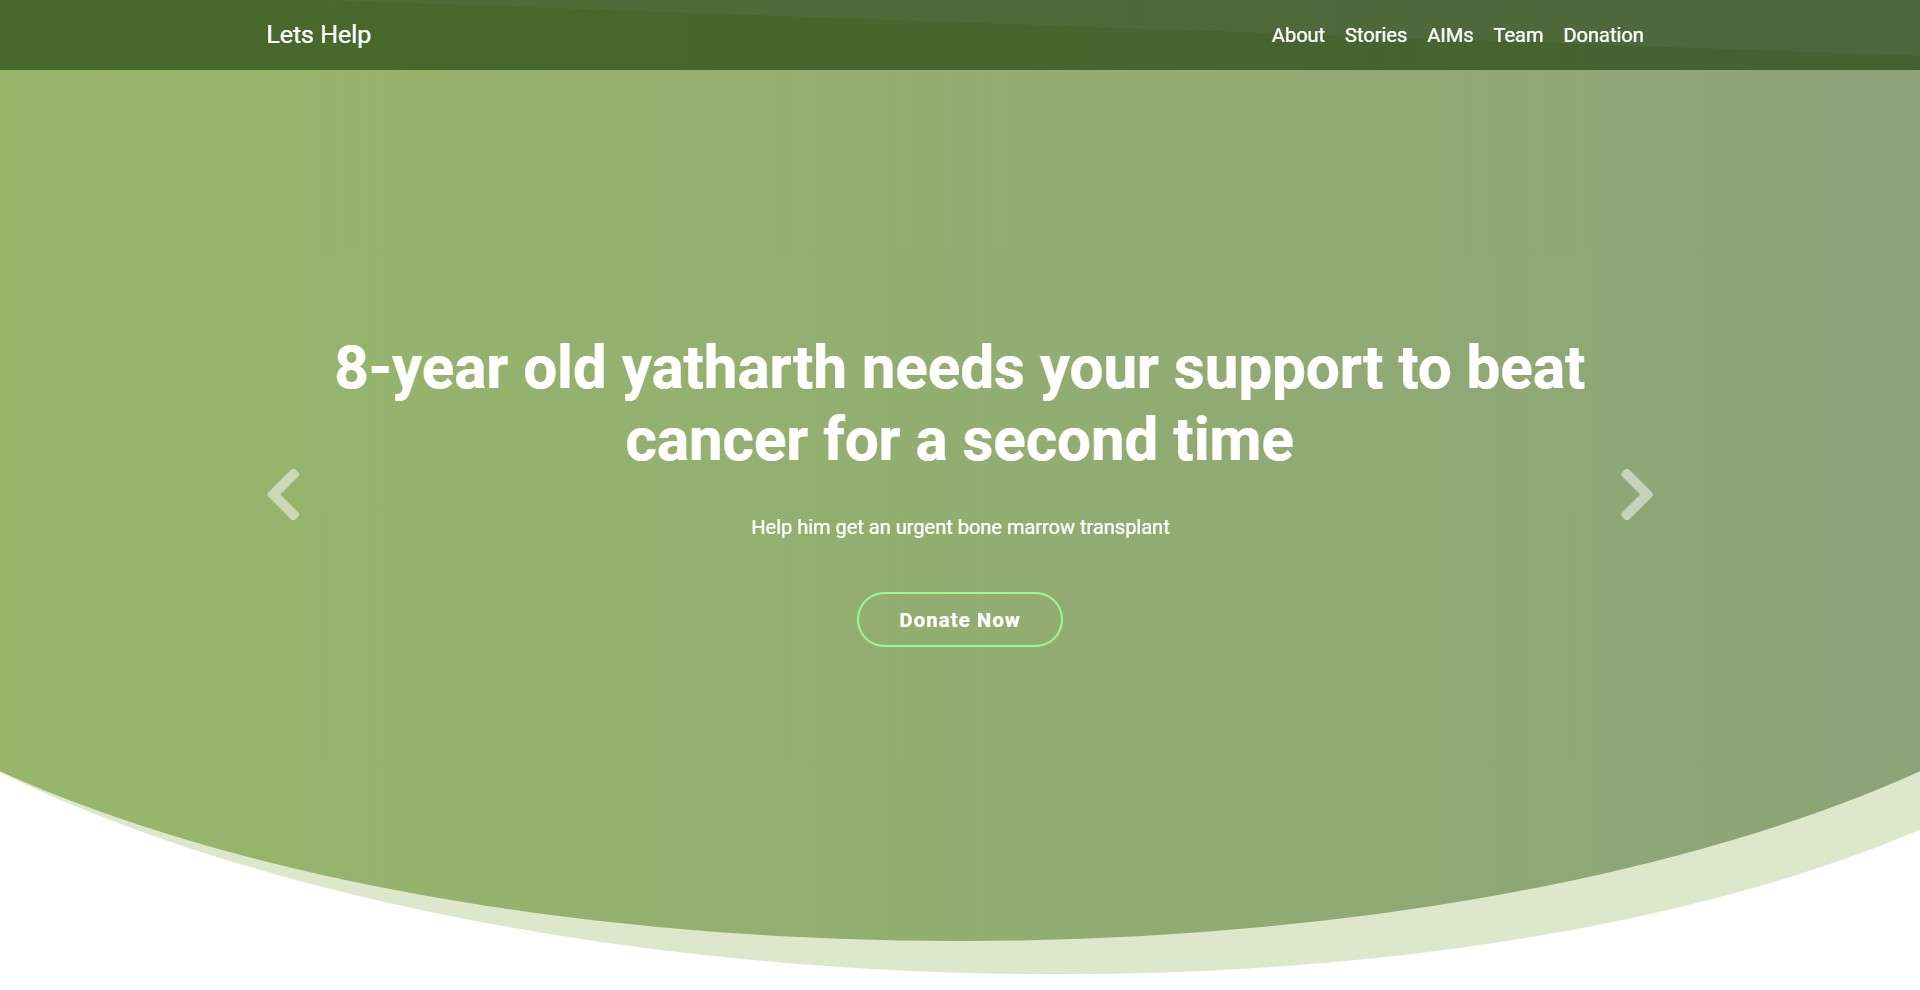 Lets Help
About Stories AIMs Team Donation
8-year old yatharth needs your support to beat
cancer for a second time
Help him get an urgent bone marrow transplant
Donate Now